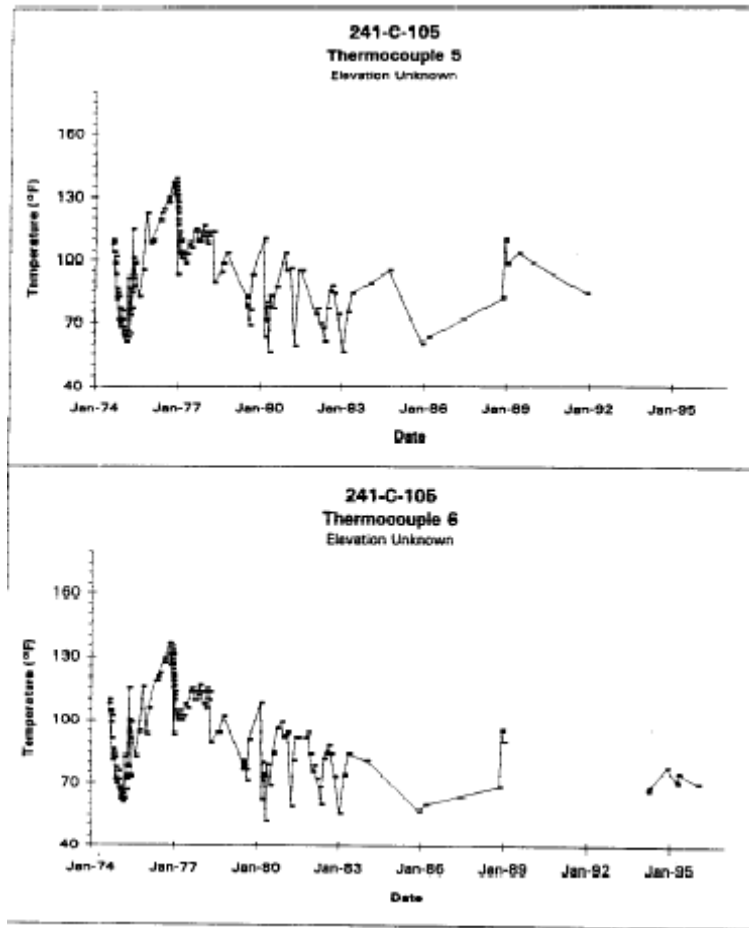 241-C-105
Thermocouple 5
Elevation Unknown
Temperature (°F)
160
130
100
70
40
Jan-74 Jan-77 Jan-80 Jan-83 Jan-86 Jan-89 Jan-92 Jan-95
Date
241-C-105
Thermocouple 6
Elevation Unknown
Temperature (°F)
160
130
100
70
40
Jan-74 Jan-77 Jan-80 Jan-83 Jan-86 Jan-89 Jan-92 Jan-95
Date